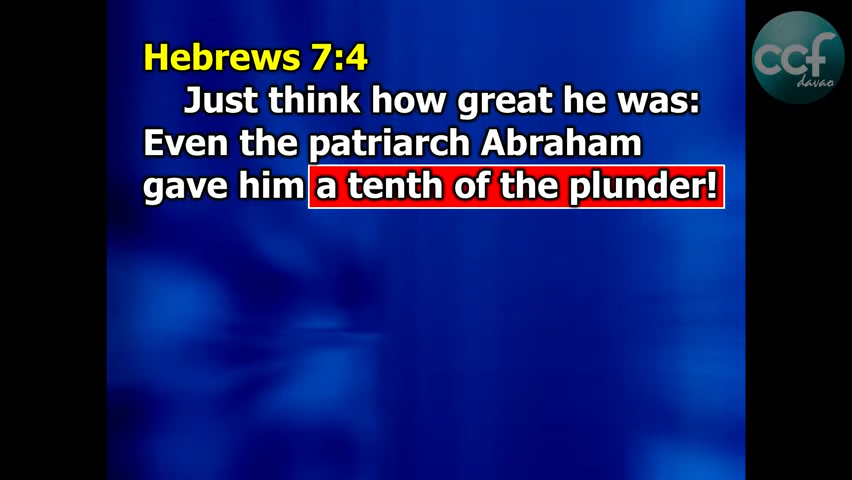 Hebrews 7:4
Just think how great he was:
Even the patriarch Abraham
gave him a tenth of the plunder!
ccf
davao